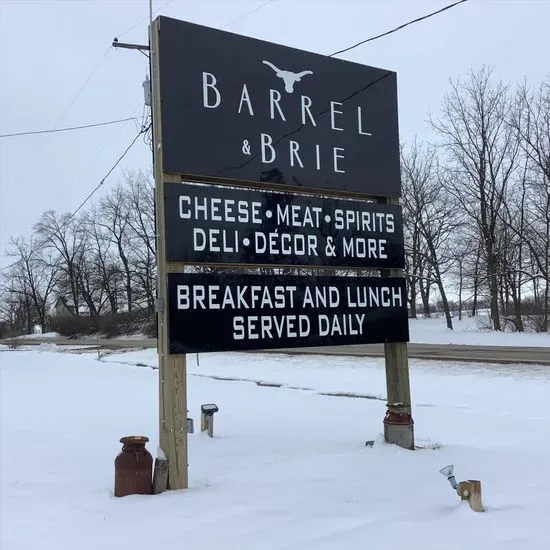 BARREL
& BRIE
CHEESE•MEAT•SPIRITS
DELI•DÉCOR & MORE
BREAKFAST AND LUNCH
SERVED DAILY